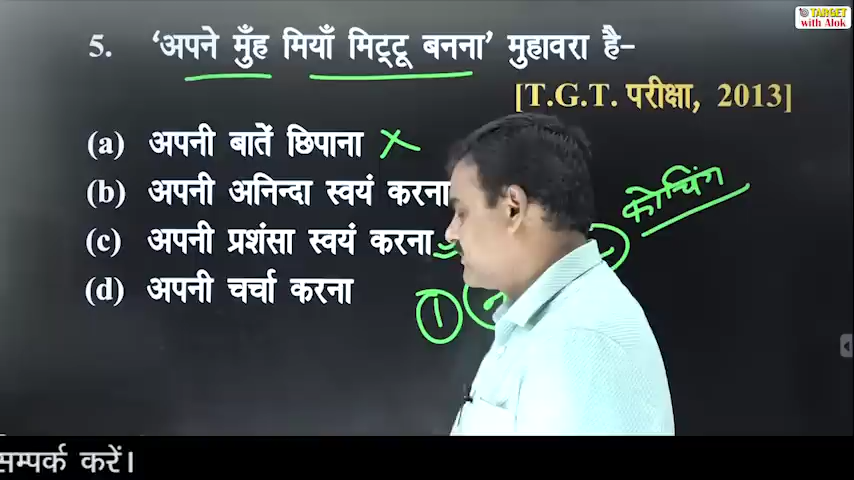 TARGET
with Alok
5. ‘अपने मुँह मियाँ मिट्टू बनना’ मुहावरा है–
[T.G.T. परीक्षा, 2013]
(a) अपनी बातें छिपाना ×
(b) अपनी अनिन्दा स्वयं करना
कोचिंग
(c) अपनी प्रशंसा स्वयं करना
(d) अपनी चर्चा करना
1
सम्पर्क करें।